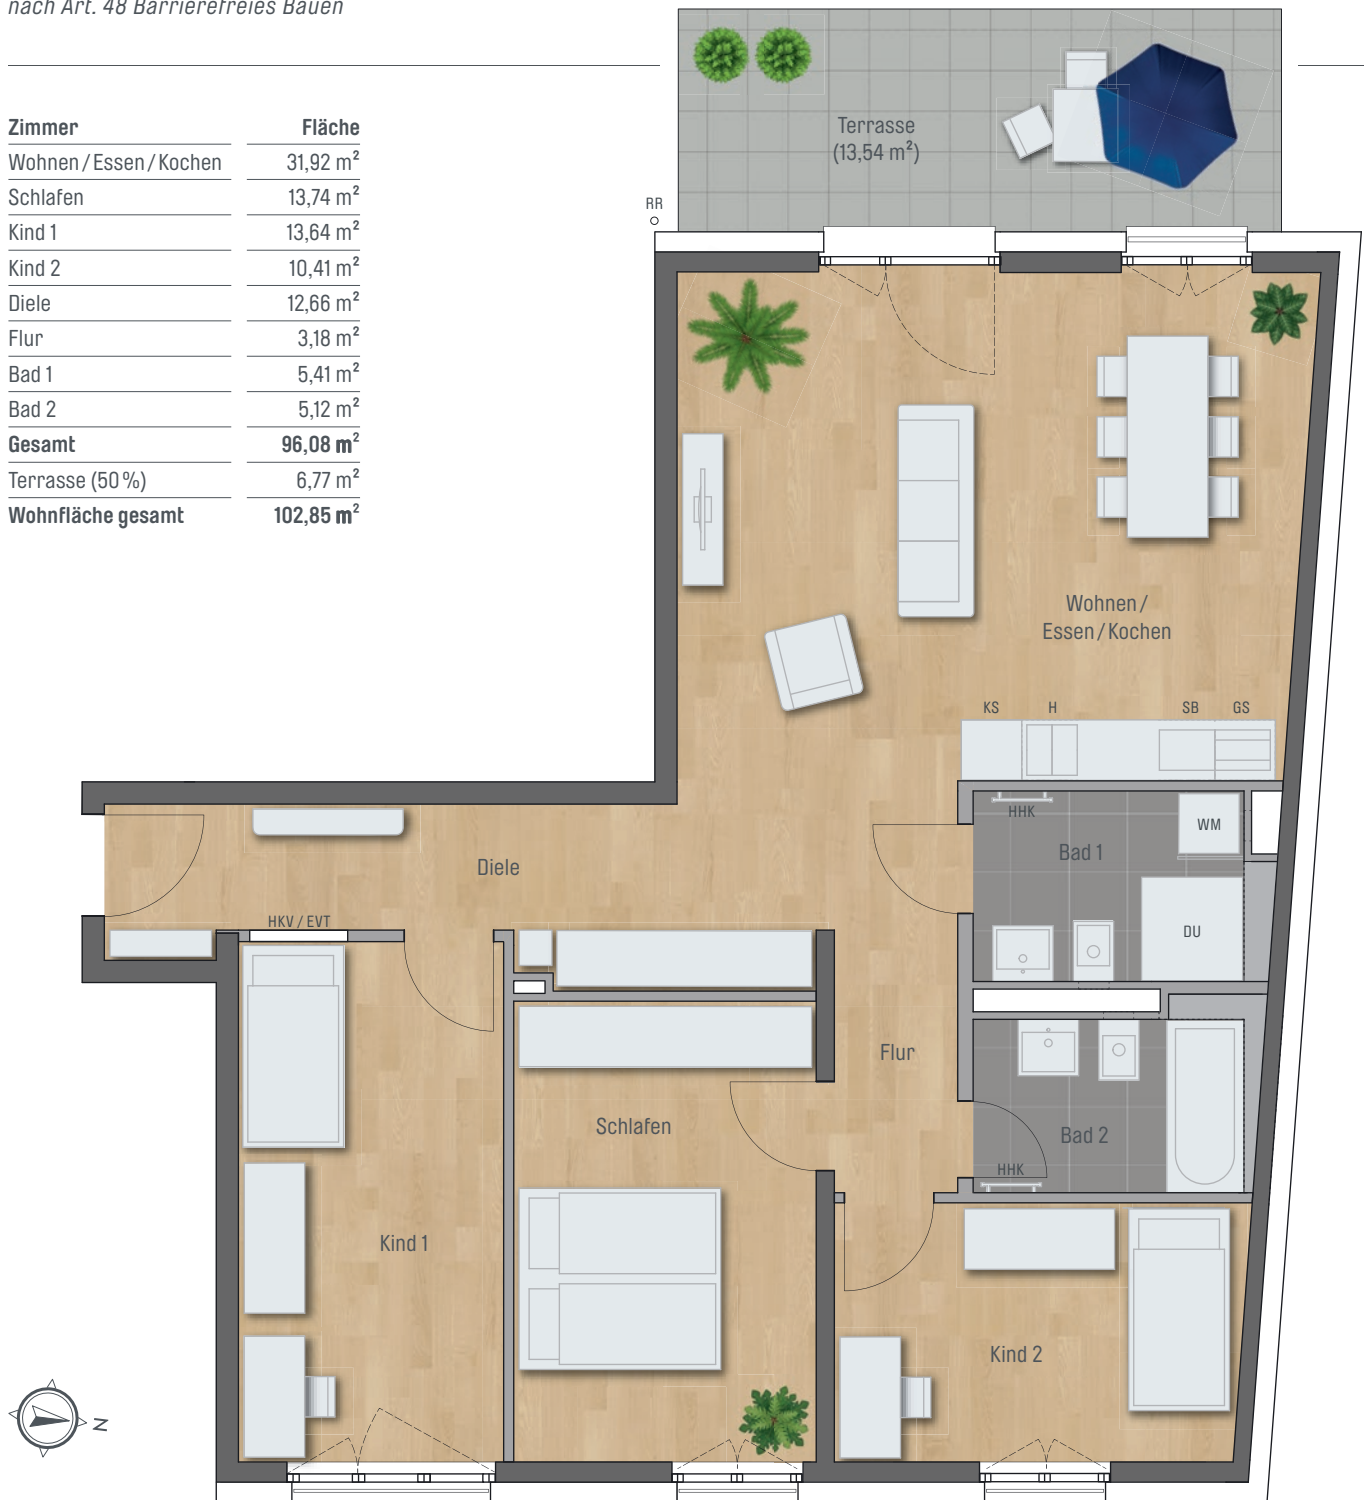 nach Art. 48 Barrierefreies Bauen
Zimmer Fläche
Wohnen / Essen / Kochen 31,92 m²
Schlafen 13,74 m²
Kind 1 13,64 m²
Kind 2 10,41 m²
Diele 12,66 m²
Flur 3,18 m²
Bad 1 5,41 m²
Bad 2 5,12 m²
Gesamt 96,08 m²
Terrasse (50 %) 6,77 m²
Wohnfläche gesamt 102,85 m²
Terrasse
(13,54 m²)
RR
Wohnen /
Essen / Kochen
KS H SB GS
HHK
WM
Bad 1
Diele
HKV / EVT
DU
Flur
Schlafen
Bad 2
HHK
Kind 1
Kind 2
N